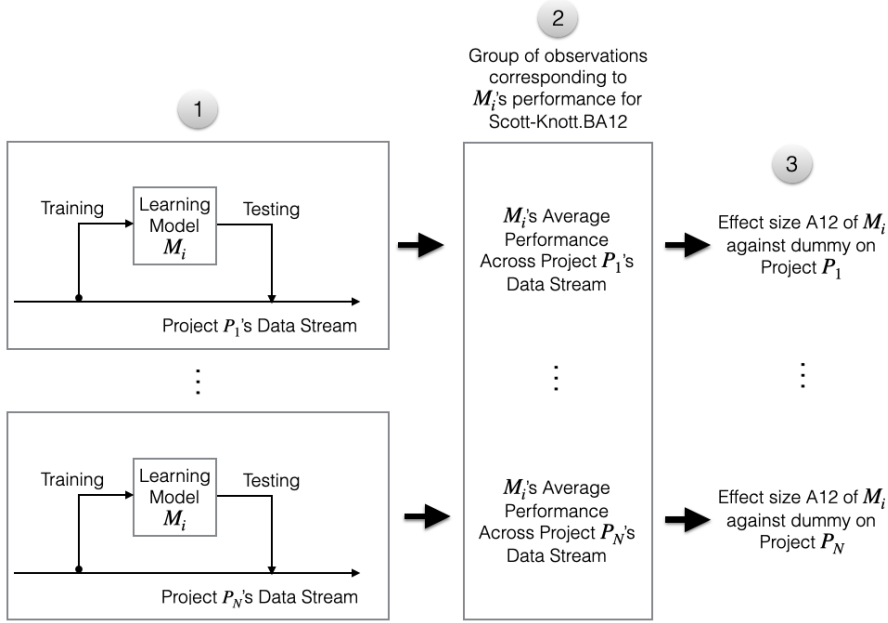 1
Training
Learning
Model
Mi
Testing
Project P1's Data Stream
⋮
Training
Learning
Model
Mi
Testing
Project PN's Data Stream
2
Group of observations
corresponding to
Mi's performance for
Scott-Knott.BA12
Mi's Average
Performance
Across Project P1's
Data Stream
⋮
Mi's Average
Performance
Across Project PN's
Data Stream
3
Effect size A12 of Mi
against dummy on
Project P1
⋮
Effect size A12 of Mi
against dummy on
Project PN